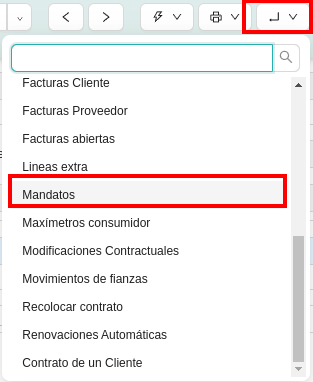 Facturas Cliente
Facturas Proveedor
Facturas abiertas
Lineas extra
Mandatos
Maxímetros consumidor
Modificaciones Contractuales
Movimientos de fianzas
Recolocar contrato
Renovaciones Automáticas
Contrato de un Cliente